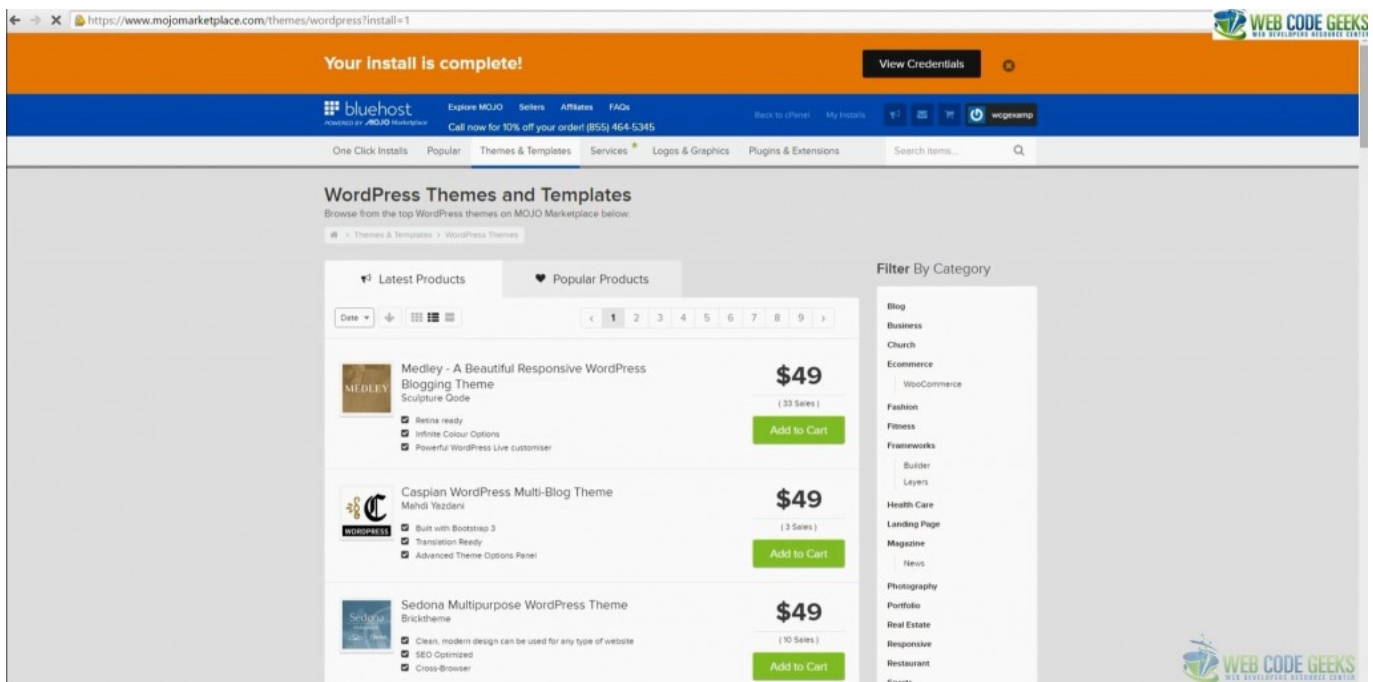 https://www.mojomarketplace.com/themes/wordpress?install=1
WEB CODE GEEKS
WEB DEVELOPERS RESOURCE CENTER
Your install is complete!
View Credentials
bluehost
POWERED BY MOJO Marketplace
Explore MOJO Sellers Affiliates FAQs
Call now for 10% off your order! (855) 464-5345
Back to cPanel My Installs
wcgexamp
One Click Installs Popular Themes & Templates Services Logos & Graphics Plugins & Extensions
Search Items...
WordPress Themes and Templates
Browse from the top WordPress themes on MOJO Marketplace below:
> Themes & Templates > WordPress Themes
Latest Products
Popular Products
Date
‹ 1 2 3 4 5 6 7 8 9 ›
MEDLEY
Medley - A Beautiful Responsive WordPress
Blogging Theme
Sculpture Qode
Retina ready
Infinite Colour Options
Powerful WordPress Live customiser
$49
( 33 Sales )
Add to Cart
C
WORDPRESS
Caspian WordPress Multi-Blog Theme
Mehdi Yazdani
Built with Bootstrap 3
Translation Ready
Advanced Theme Options Panel
$49
( 3 Sales )
Add to Cart
Sedona
Sedona Multipurpose WordPress Theme
Bricktheme
Clean, modern design can be used for any type of website
SEO Optimized
Cross-Browser
$49
( 10 Sales )
Add to Cart
Filter By Category
Blog
Business
Church
Ecommerce
WooCommerce
Fashion
Fitness
Frameworks
Builder
Layers
Health Care
Landing Page
Magazine
News
Photography
Portfolio
Real Estate
Responsive
Restaurant
WEB CODE GEEKS
WEB DEVELOPERS RESOURCE CENTER